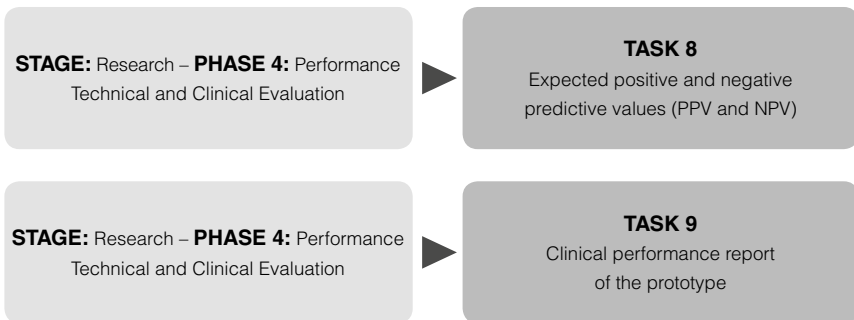 STAGE: Research – PHASE 4: Performance
Technical and Clinical Evaluation
TASK 8
Expected positive and negative
predictive values (PPV and NPV)
STAGE: Research – PHASE 4: Performance
Technical and Clinical Evaluation
TASK 9
Clinical performance report
of the prototype